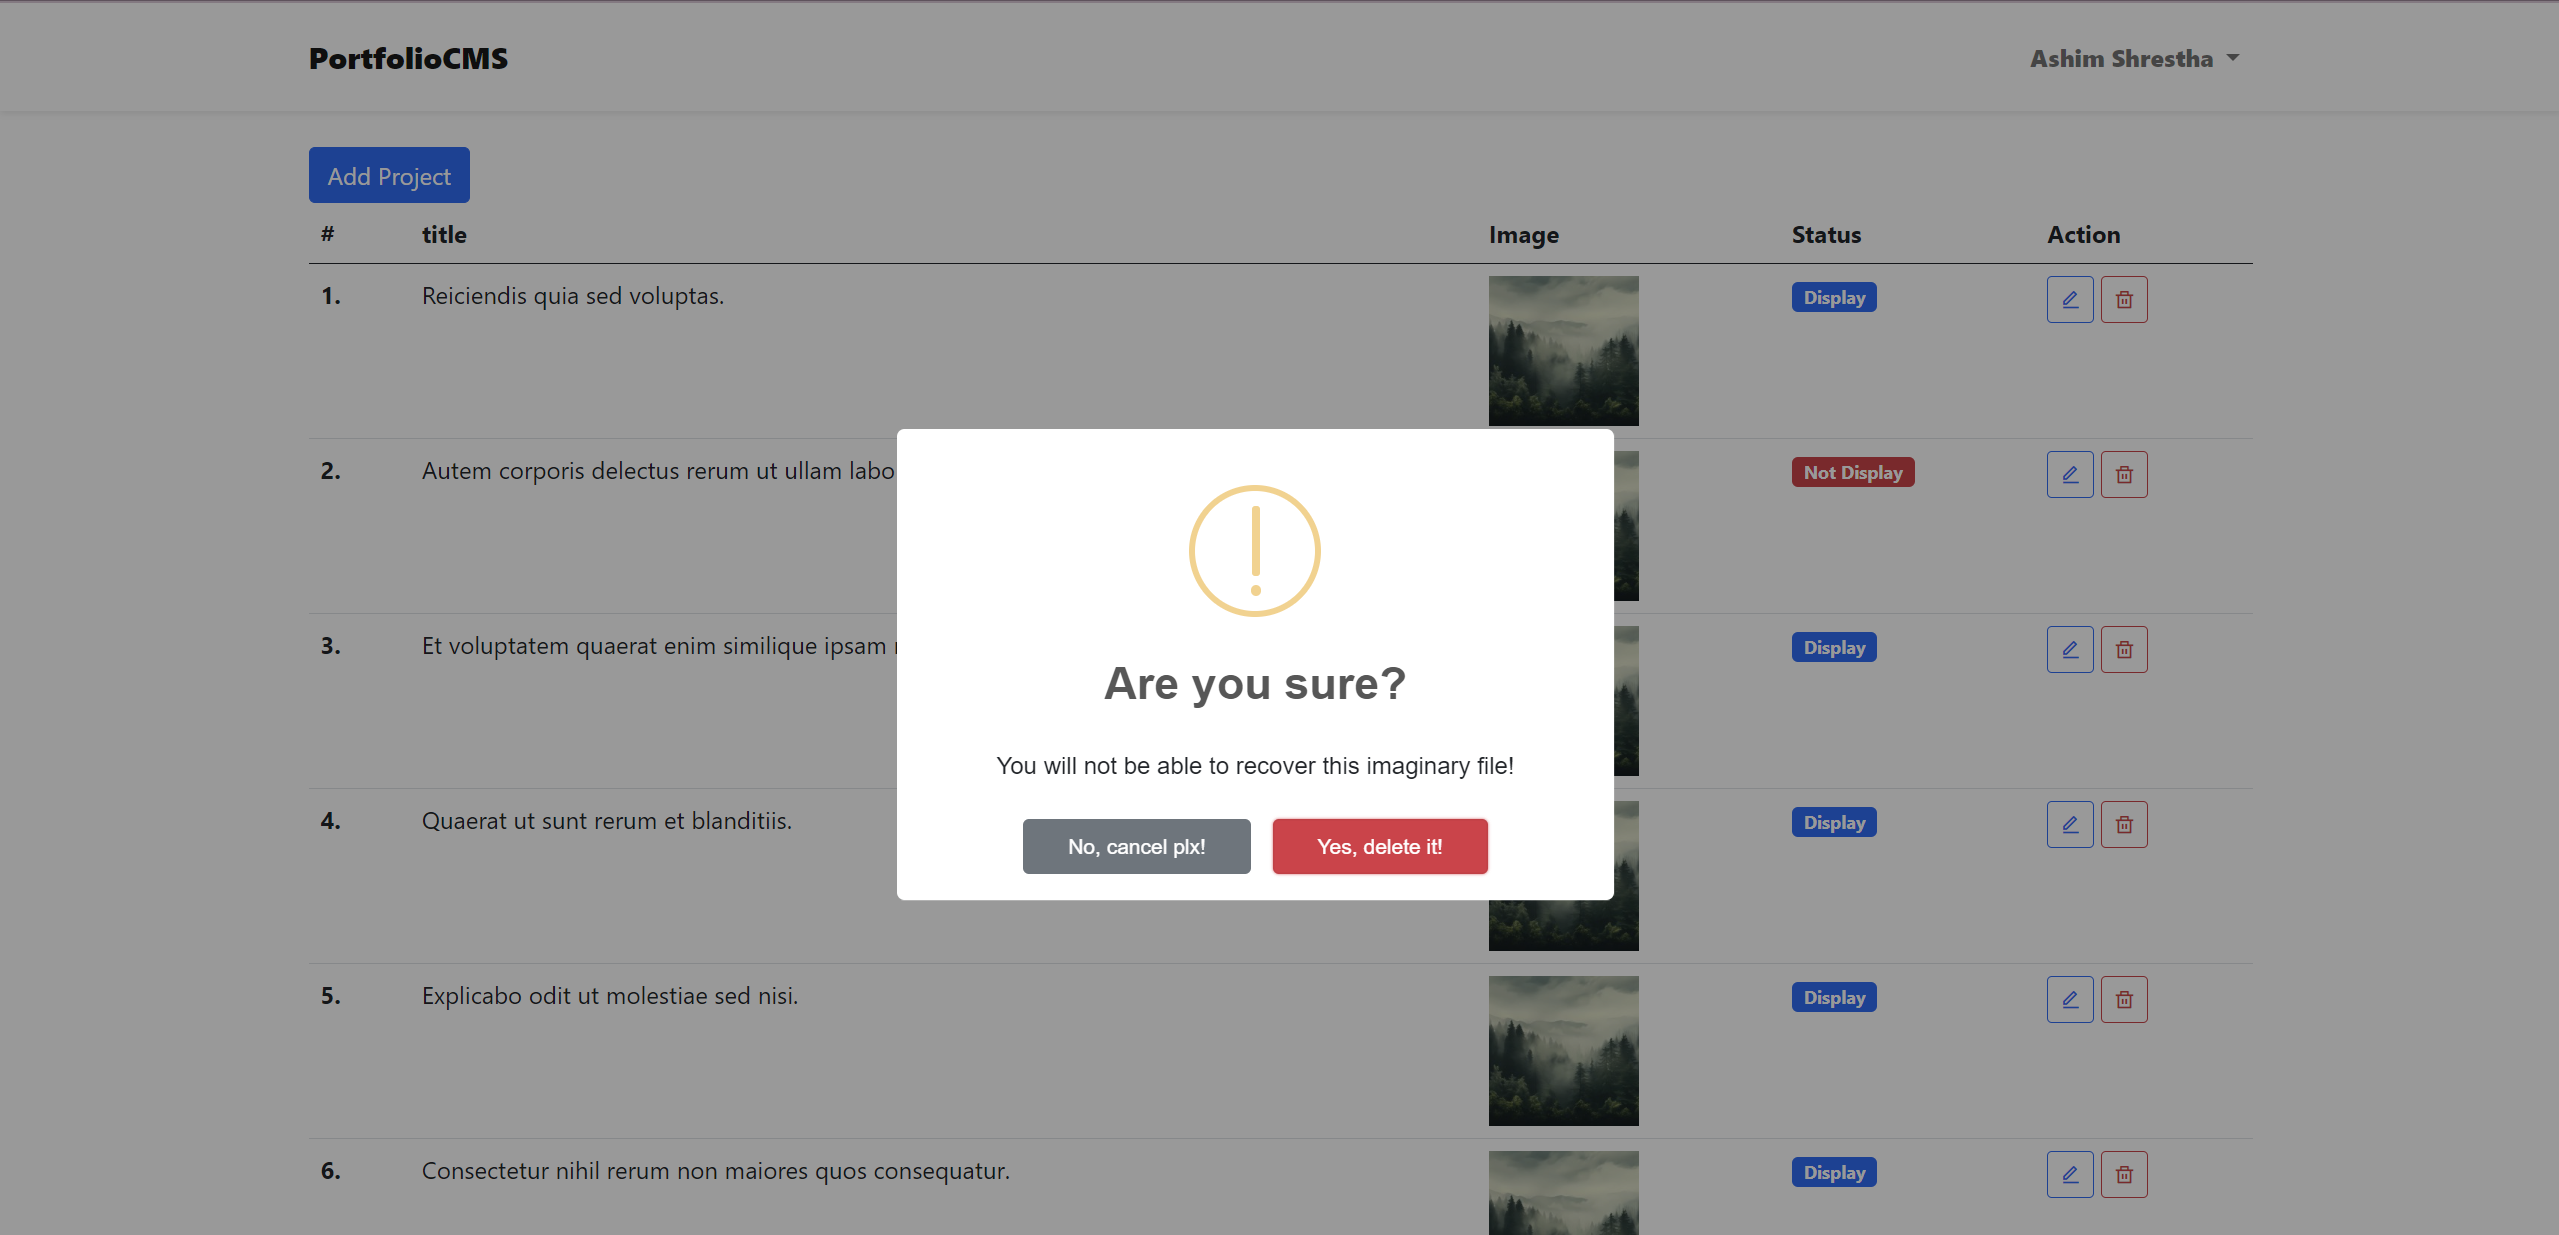 PortfolioCMS
Ashim Shrestha
Add Project
# title Image Status Action
1. Reiciendis quia sed voluptas. Display
2. Autem corporis delectus rerum ut ullam labo Not Display
3. Et voluptatem quaerat enim similique ipsam Display
4. Quaerat ut sunt rerum et blanditiis. Display
5. Explicabo odit ut molestiae sed nisi. Display
6. Consectetur nihil rerum non maiores quos consequatur. Display
Are you sure?
You will not be able to recover this imaginary file!
No, cancel plx!
Yes, delete it!